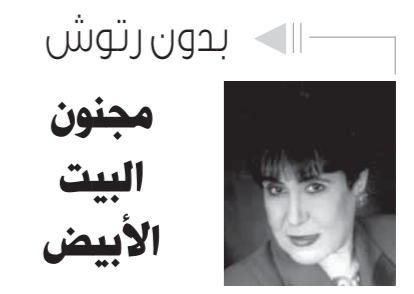 بدون رتوش
مجنون
البيت
الأبيض